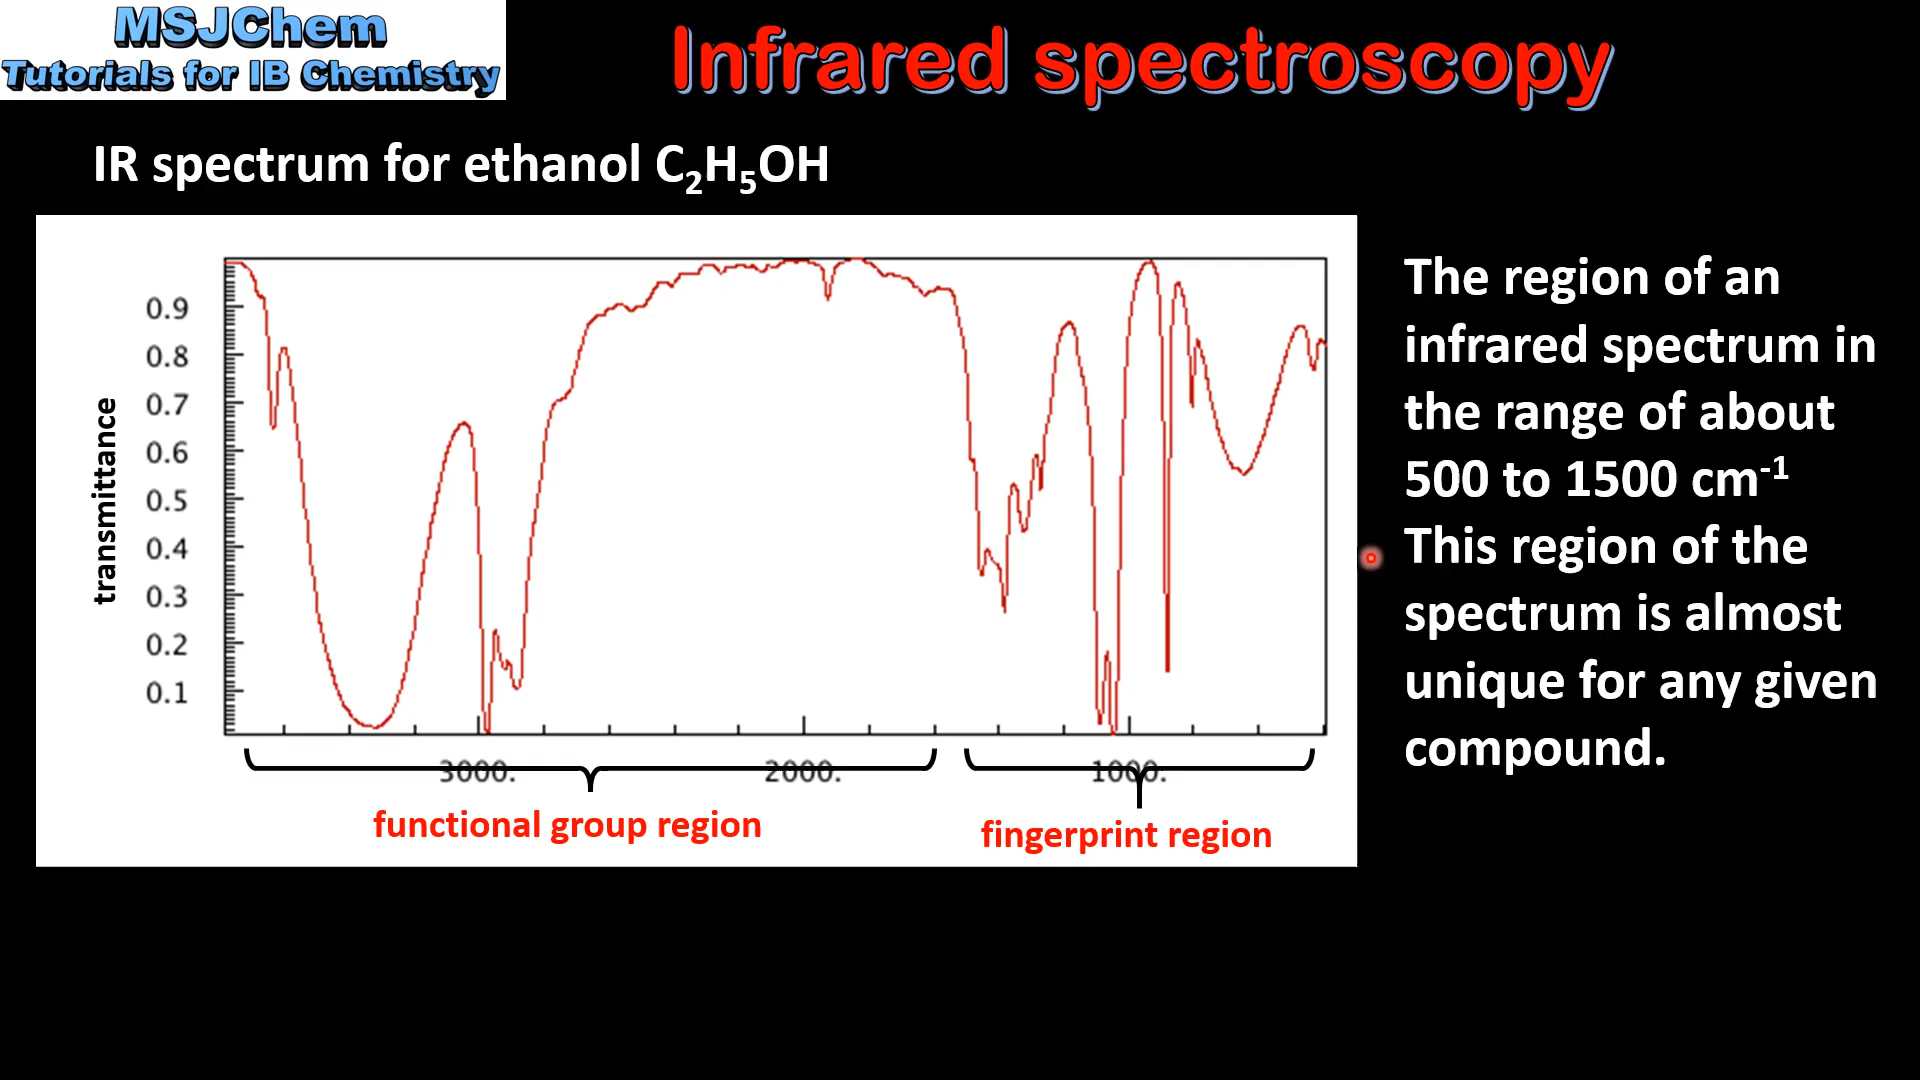 MSJChem
Tutorials for IB Chemistry
Infrared spectroscopy
IR spectrum for ethanol C₂H₅OH
transmittance
0.9
0.8
0.7
0.6
0.5
0.4
0.3
0.2
0.1
3000. 2000. 1000.
functional group region
fingerprint region
The region of an
infrared spectrum in
the range of about
500 to 1500 cm⁻¹
This region of the
spectrum is almost
unique for any given
compound.